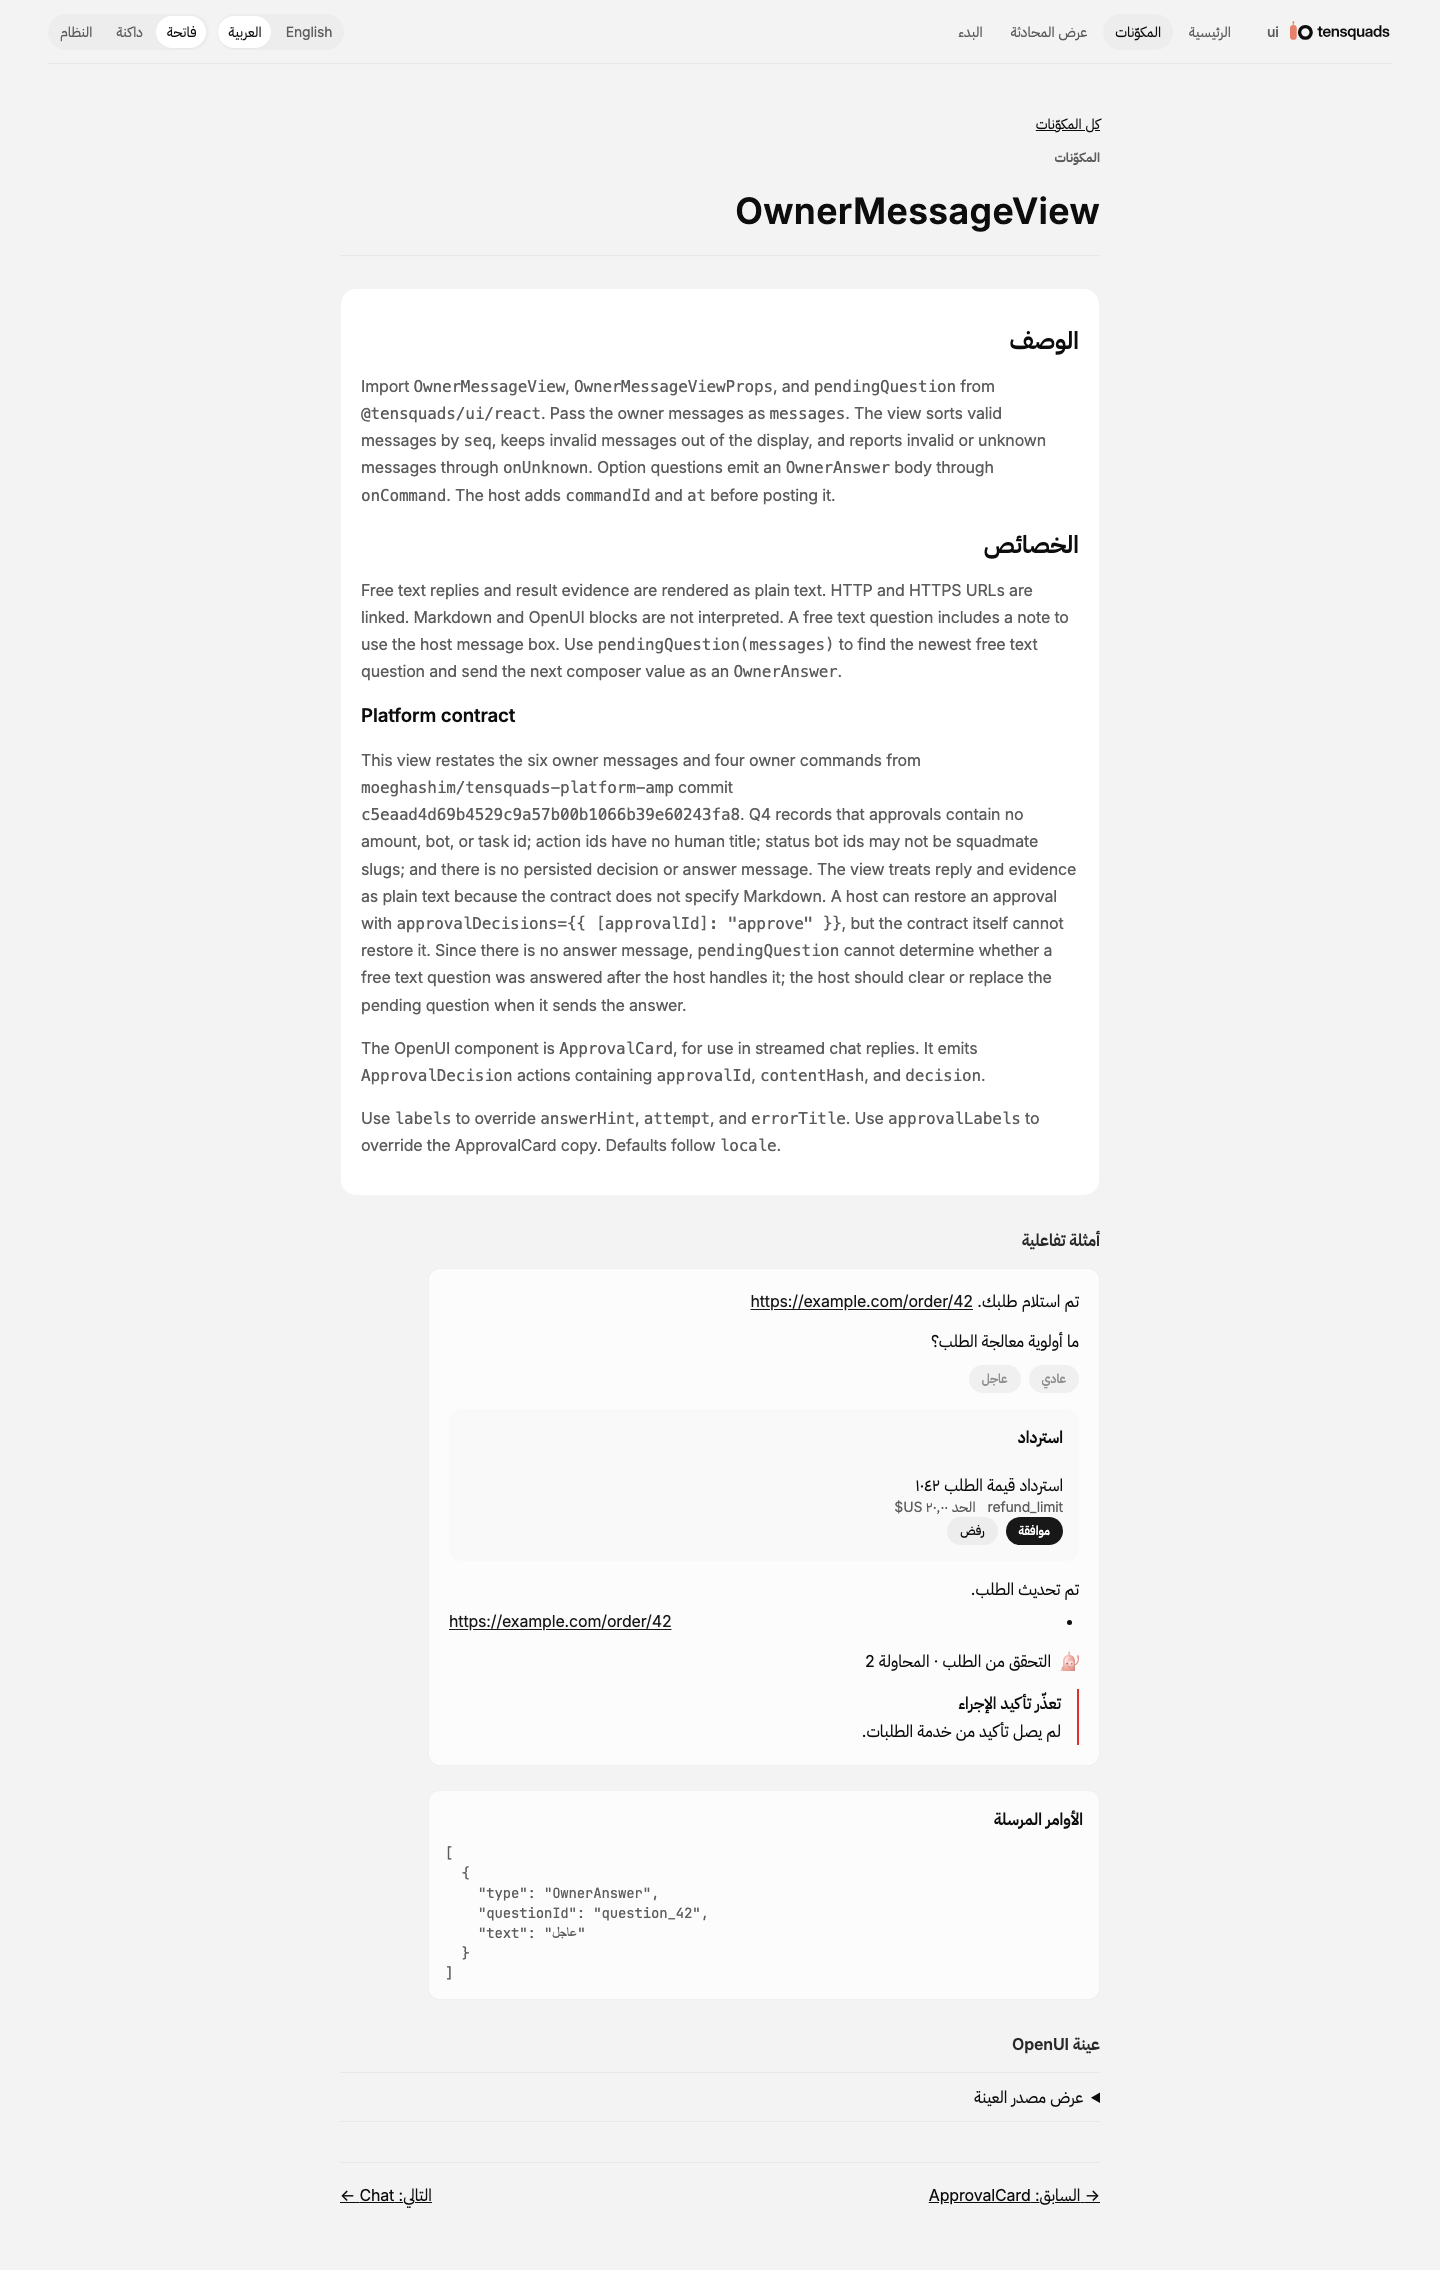 tensquads ui
الرئيسية
المكوّنات
عرض المحادثة
البدء
English
العربية
فاتحة
داكنة
النظام
كل المكوّنات
المكوّنات
OwnerMessageView
الوصف
Import OwnerMessageView, OwnerMessageViewProps, and pendingQuestion from
@tensquads/ui/react. Pass the owner messages as messages. The view sorts valid
messages by seq, keeps invalid messages out of the display, and reports invalid or unknown
messages through onUnknown. Option questions emit an OwnerAnswer body through
onCommand. The host adds commandId and at before posting it.
الخصائص
Free text replies and result evidence are rendered as plain text. HTTP and HTTPS URLs are
linked. Markdown and OpenUI blocks are not interpreted. A free text question includes a note to
use the host message box. Use pendingQuestion(messages) to find the newest free text
question and send the next composer value as an OwnerAnswer.
Platform contract
This view restates the six owner messages and four owner commands from
moeghashim/tensquads-platform-amp commit
c5eaad4d69b4529c9a57b00b1066b39e60243fa8. Q4 records that approvals contain no
amount, bot, or task id; action ids have no human title; status bot ids may not be squadmate
slugs; and there is no persisted decision or answer message. The view treats reply and evidence
as plain text because the contract does not specify Markdown. A host can restore an approval
with approvalDecisions={{ [approvalId]: "approve" }}, but the contract itself cannot
restore it. Since there is no answer message, pendingQuestion cannot determine whether a
free text question was answered after the host handles it; the host should clear or replace the
pending question when it sends the answer.
The OpenUI component is ApprovalCard, for use in streamed chat replies. It emits
ApprovalDecision actions containing approvalId, contentHash, and decision.
Use labels to override answerHint, attempt, and errorTitle. Use approvalLabels to
override the ApprovalCard copy. Defaults follow locale.
أمثلة تفاعلية
تم استلام طلبك. https://example.com/order/42
ما أولوية معالجة الطلب؟
عادي
عاجل
استرداد
استرداد قيمة الطلب ١٠٤٢
refund_limit الحد ٢٠,٠٠ US$
موافقة
رفض
تم تحديث الطلب.
• https://example.com/order/42
التحقق من الطلب · المحاولة 2
تعذّر تأكيد الإجراء
لم يصل تأكيد من خدمة الطلبات.
الأوامر المرسلة
[
{
"type": "OwnerAnswer",
"questionId": "question_42",
"text": "عاجل"
}
]
عينة OpenUI
عرض مصدر العينة
→ السابق: ApprovalCard
التالي: Chat ←